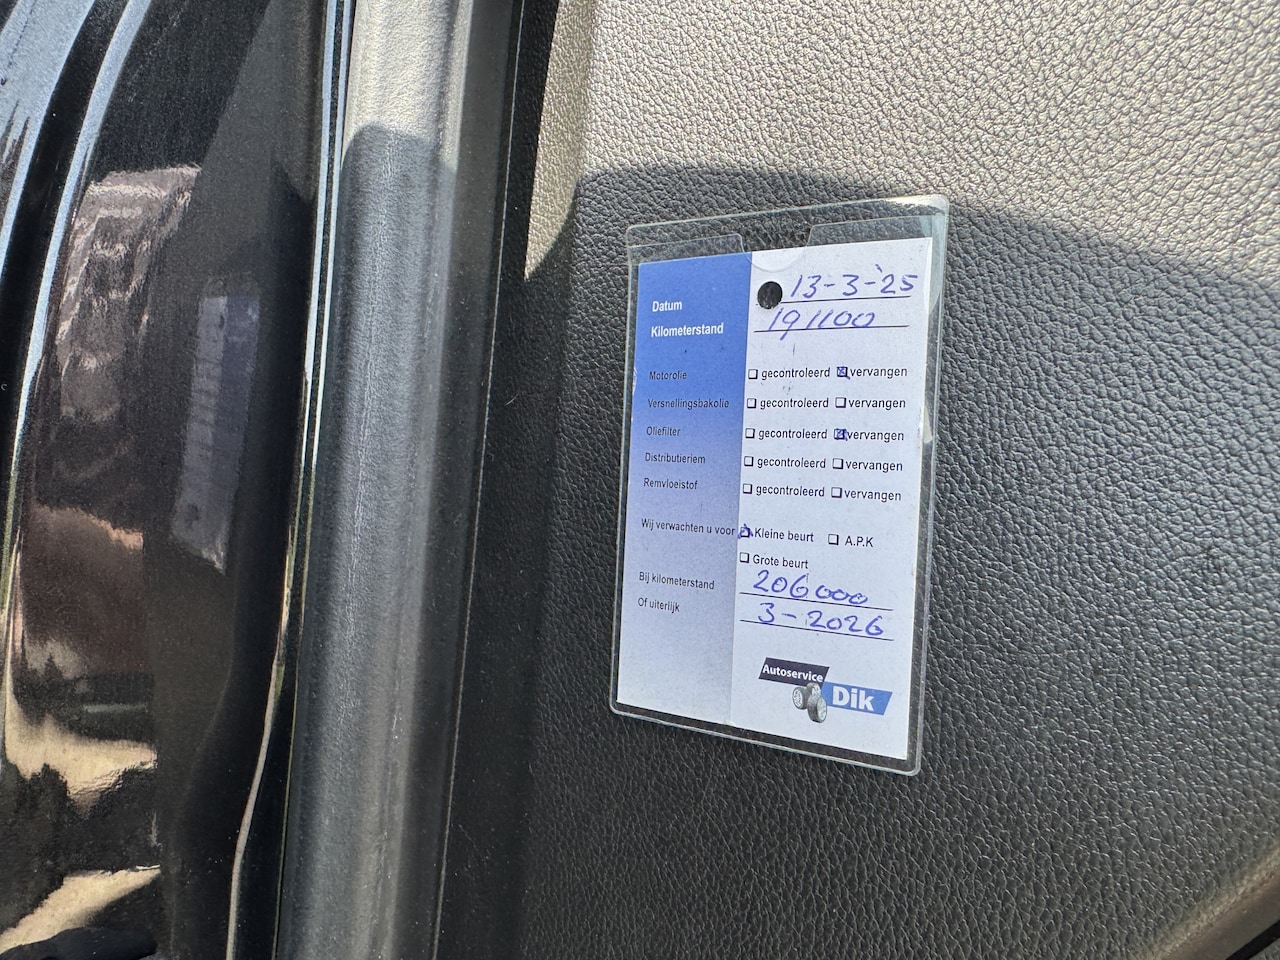 Datum 13-3-'25
Kilometerstand 191100
Motorolie gecontroleerd vervangen
Versnellingsbakolie gecontroleerd vervangen
Oliefilter gecontroleerd vervangen
Distributieriem gecontroleerd vervangen
Remvloeistof gecontroleerd vervangen
Wij verwachten u voor Kleine beurt A.P.K
Grote beurt
Bij kilometerstand 206000
Of uiterlijk 3-2026
Autoservice
Dik